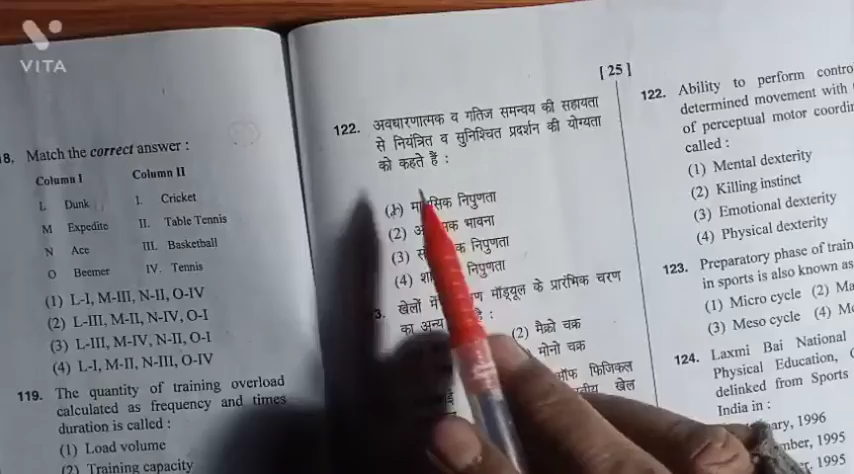 VITA
[ 25 ]
8. Match the correct answer :
Column I Column II
L Dunk I. Cricket
M Expedite II. Table Tennis
N Ace III. Basketball
O Beemer IV. Tennis
(1) L-I, M-III, N-II, O-IV
(2) L-III, M-II, N-IV, O-I
(3) L-III, M-IV, N-II, O-I
(4) L-I, M-II, N-III, O-IV
119. The quantity of training overload
calculated as frequency and times
duration is called :
(1) Load volume
(2) Training capacity
122. अवधारणात्मक व गतिज समन्वय की सहायता
से नियंत्रित व सुनिश्चित प्रदर्शन की योग्यता
को कहते हैं :
(1) निपुणता
(2) भावना
(3) निपुणता
(4) निपुणता
खेलों मॉड्यूल के प्रारंभिक चरण
का अन्य है :
(2) मैक्रो चक्र
मोनो चक्र
ऑफ फिजिकल
खेल
122. Ability to perform
determined movement with
of perceptual motor
called :
(1) Mental dexterity
(2) Killing instinct
(3) Emotional dexterity
(4) Physical dexterity
123. Preparatory phase of
in sports is also known as
(1) Micro cycle (2)
(3) Meso cycle (4)
124. Laxmi Bai National
Physical Education,
delinked from Sports
India in :
1996
1995
1995